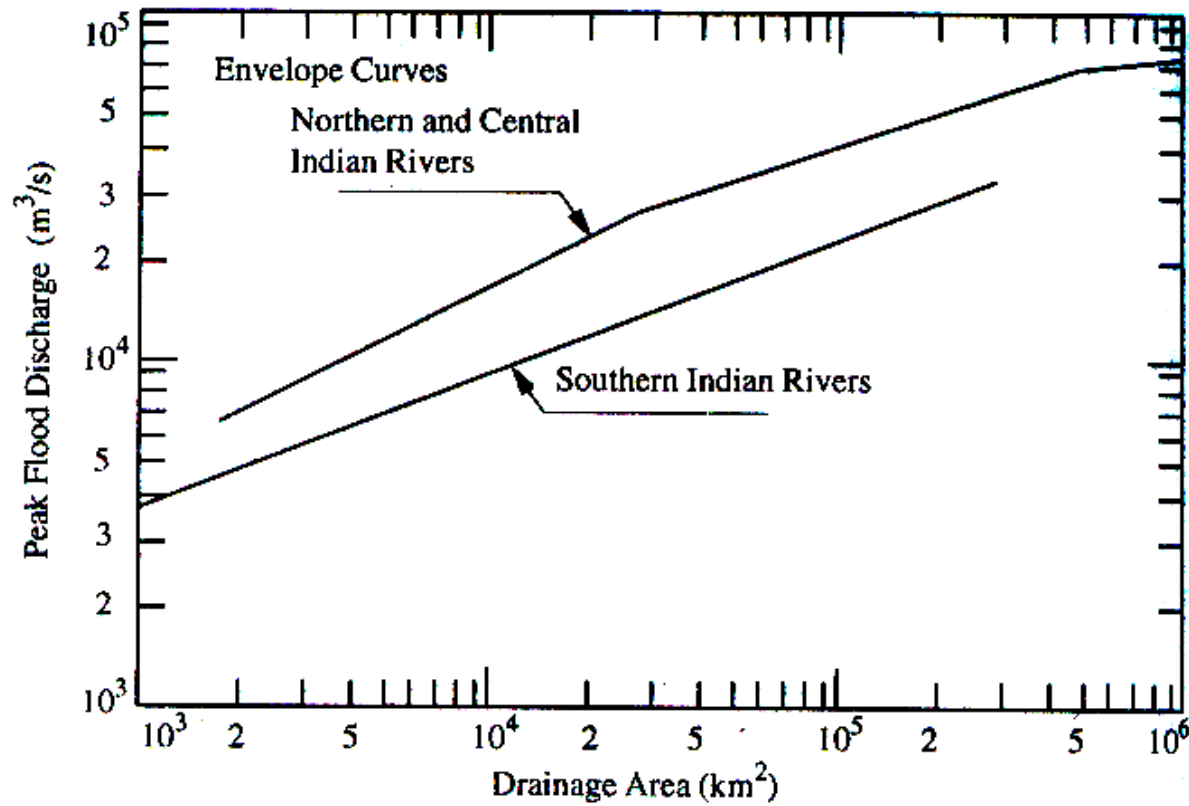 10^5
5
3
2
10^4
5
3
2
10^3
Peak Flood Discharge (m^3/s)
Envelope Curves
Northern and Central
Indian Rivers
Southern Indian Rivers
10^3 2 5 10^4 2 5 10^5 2 5 10^6
Drainage Area (km^2)